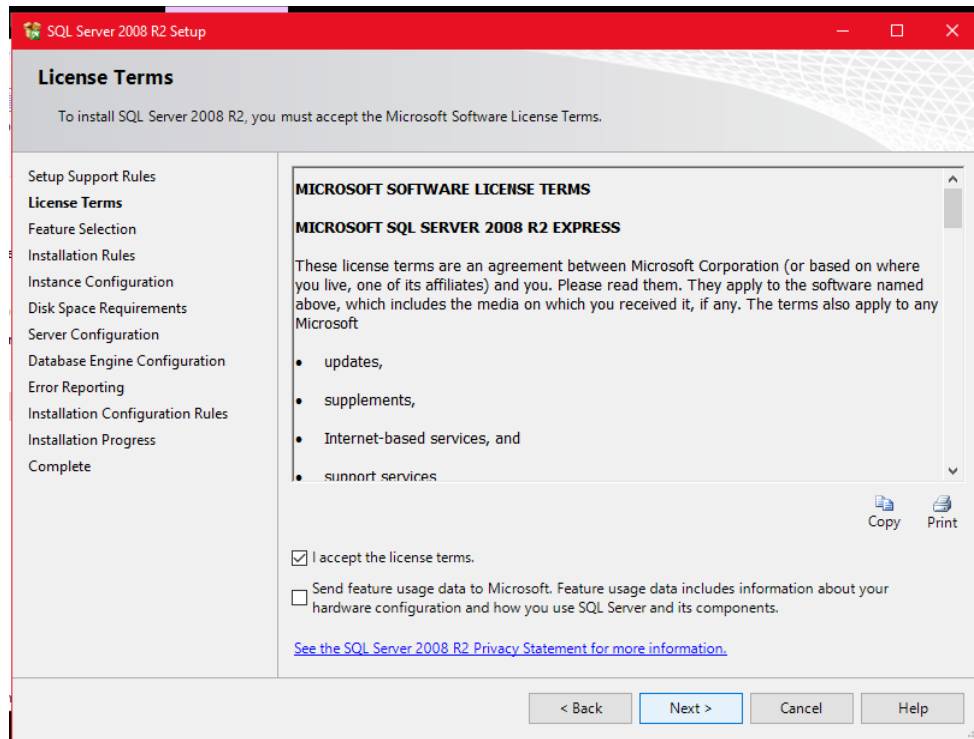 SQL Server 2008 R2 Setup
License Terms
To install SQL Server 2008 R2, you must accept the Microsoft Software License Terms.
Setup Support Rules
License Terms
Feature Selection
Installation Rules
Instance Configuration
Disk Space Requirements
Server Configuration
Database Engine Configuration
Error Reporting
Installation Configuration Rules
Installation Progress
Complete
MICROSOFT SOFTWARE LICENSE TERMS
MICROSOFT SQL SERVER 2008 R2 EXPRESS
These license terms are an agreement between Microsoft Corporation (or based on where
you live, one of its affiliates) and you. Please read them. They apply to the software named
above, which includes the media on which you received it, if any. The terms also apply to any
Microsoft
• updates,
• supplements,
• Internet-based services, and
• support services
Copy Print
I accept the license terms.
Send feature usage data to Microsoft. Feature usage data includes information about your
hardware configuration and how you use SQL Server and its components.
See the SQL Server 2008 R2 Privacy Statement for more information.
< Back Next > Cancel Help